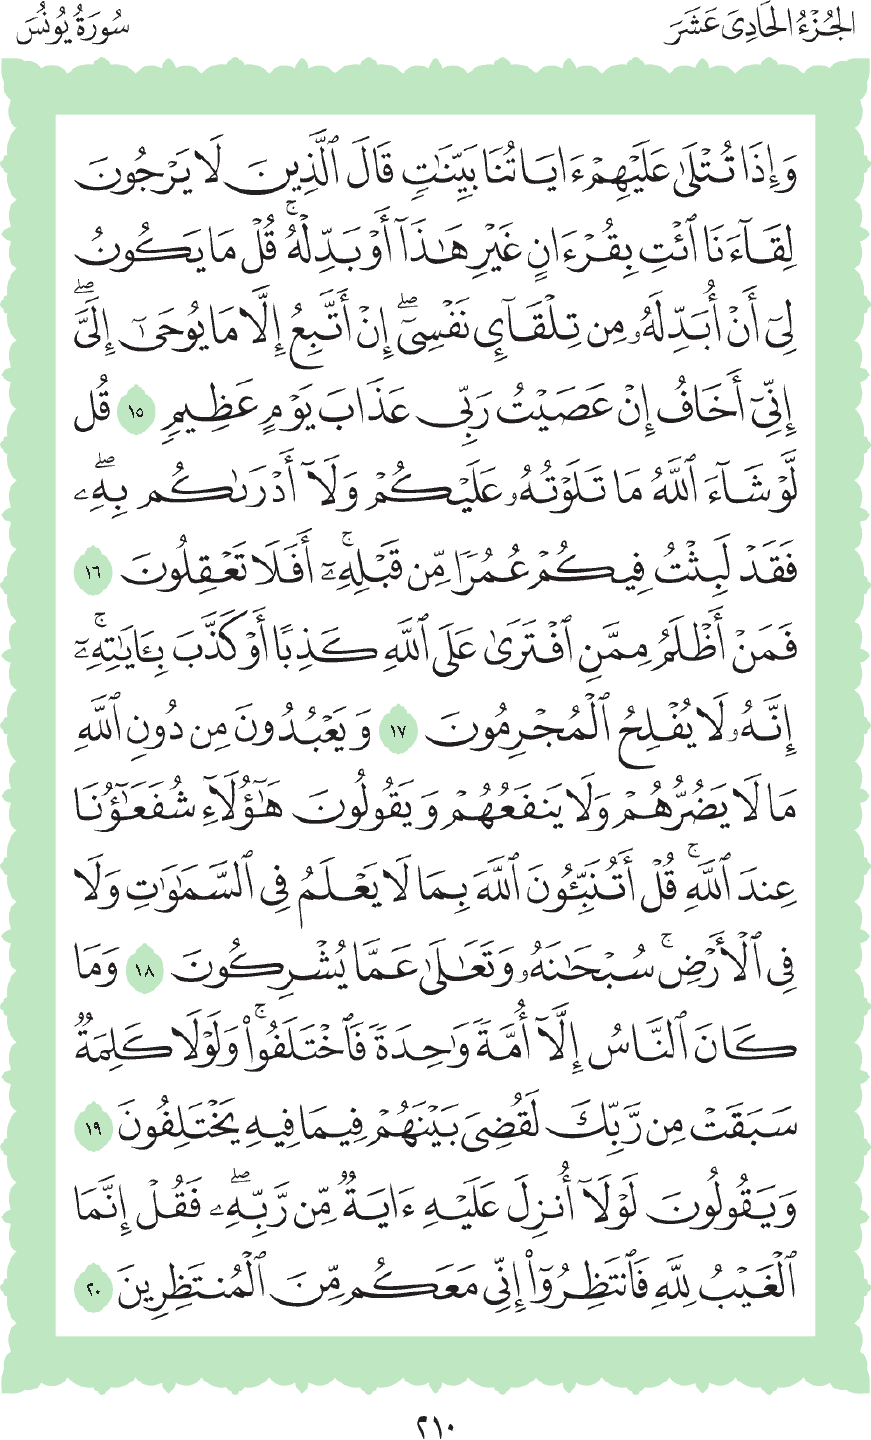 الجُزْءُ الحَادِى عَشَرَ
سُورَةُ يُونُسَ
وَإِذَا تُتْلَىٰ عَلَيْهِمْ ءَايَاتُنَا بَيِّنَٰتٍ قَالَ ٱلَّذِينَ لَا يَرْجُونَ
لِقَآءَنَا ٱئْتِ بِقُرْءَانٍ غَيْرِ هَٰذَآ أَوْ بَدِّلْهُ ۚ قُلْ مَا يَكُونُ
لِىٓ أَنْ أُبَدِّلَهُۥ مِن تِلْقَآئِ نَفْسِىٓ ۖ إِنْ أَتَّبِعُ إِلَّا مَا يُوحَىٰٓ إِلَىَّ ۖ
إِنِّىٓ أَخَافُ إِنْ عَصَيْتُ رَبِّى عَذَابَ يَوْمٍ عَظِيمٍ ١٥ قُل
لَّوْ شَآءَ ٱللَّهُ مَا تَلَوْتُهُۥ عَلَيْكُمْ وَلَآ أَدْرَىٰكُم بِهِۦ ۖ
فَقَدْ لَبِثْتُ فِيكُمْ عُمُرًا مِّن قَبْلِهِۦٓ ۚ أَفَلَا تَعْقِلُونَ ١٦
فَمَنْ أَظْلَمُ مِمَّنِ ٱفْتَرَىٰ عَلَى ٱللَّهِ كَذِبًا أَوْ كَذَّبَ بِـَٔايَٰتِهِۦٓ ۚ
إِنَّهُۥ لَا يُفْلِحُ ٱلْمُجْرِمُونَ ١٧ وَيَعْبُدُونَ مِن دُونِ ٱللَّهِ
مَا لَا يَضُرُّهُمْ وَلَا يَنفَعُهُمْ وَيَقُولُونَ هَٰٓؤُلَآءِ شُفَعَٰٓؤُنَا
عِندَ ٱللَّهِ ۚ قُلْ أَتُنَبِّـُٔونَ ٱللَّهَ بِمَا لَا يَعْلَمُ فِى ٱلسَّمَٰوَٰتِ وَلَا
فِى ٱلْأَرْضِ ۚ سُبْحَٰنَهُۥ وَتَعَٰلَىٰ عَمَّا يُشْرِكُونَ ١٨ وَمَا
كَانَ ٱلنَّاسُ إِلَّآ أُمَّةً وَٰحِدَةً فَٱخْتَلَفُوا۟ ۚ وَلَوْلَا كَلِمَةٌ
سَبَقَتْ مِن رَّبِّكَ لَقُضِىَ بَيْنَهُمْ فِيمَا فِيهِ يَخْتَلِفُونَ ١٩
وَيَقُولُونَ لَوْلَآ أُنزِلَ عَلَيْهِ ءَايَةٌ مِّن رَّبِّهِۦ ۖ فَقُلْ إِنَّمَا
ٱلْغَيْبُ لِلَّهِ فَٱنتَظِرُوٓا۟ إِنِّى مَعَكُم مِّنَ ٱلْمُنتَظِرِينَ ٢٠
٢١٠